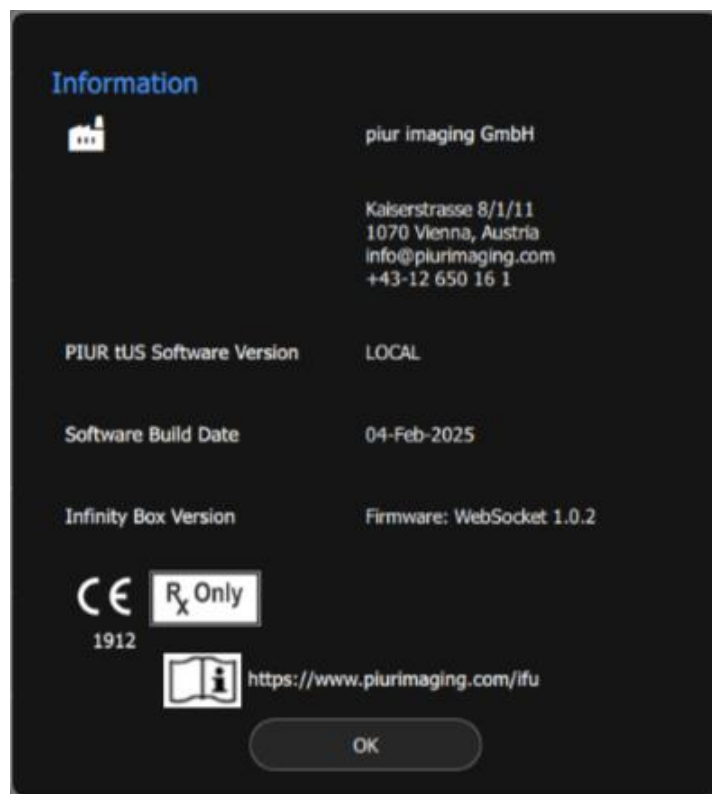 Information
piur imaging GmbH
Kaiserstrasse 8/1/11
1070 Vienna, Austria
info@piurimaging.com
+43-12 650 16 1
PIUR tUS Software Version LOCAL
Software Build Date 04-Feb-2025
Infinity Box Version Firmware: WebSocket 1.0.2
CE Rx Only
1912
i https://www.piurimaging.com/ifu
OK